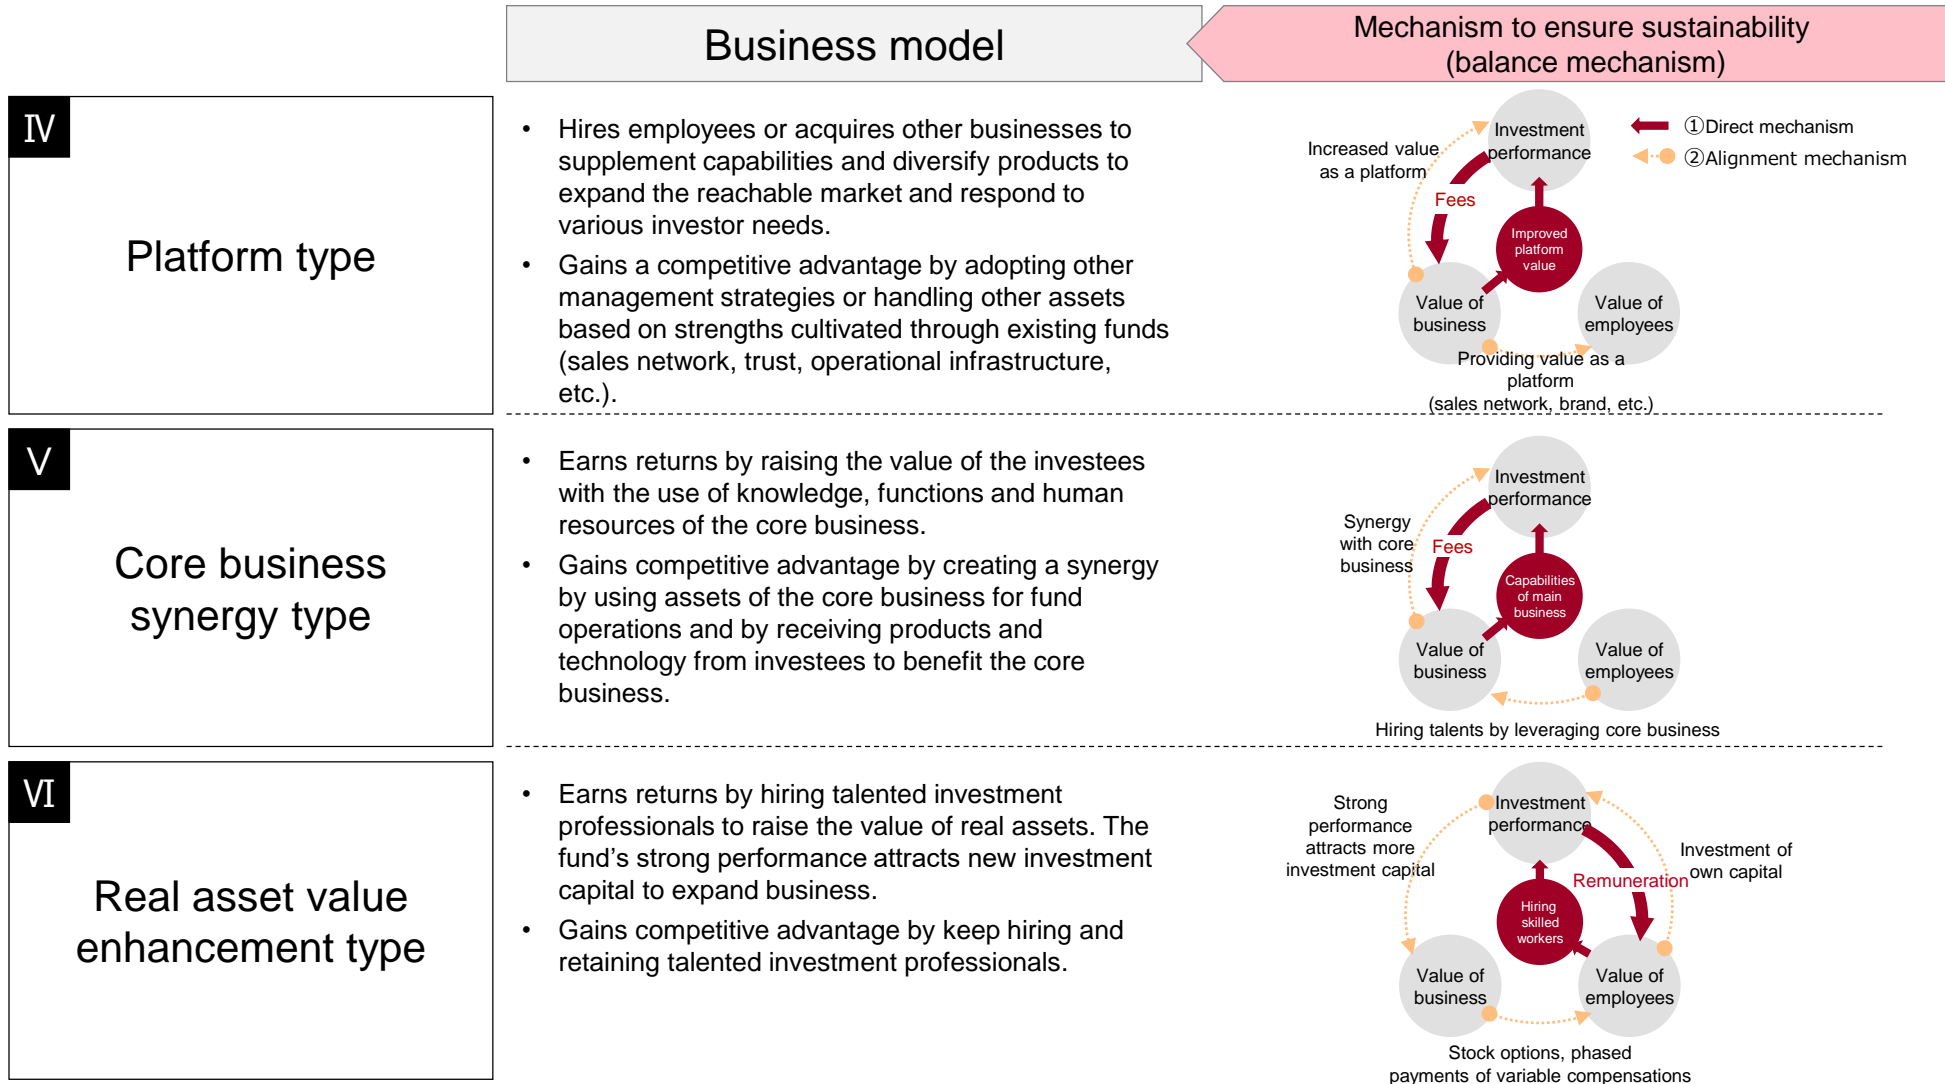 Business model
Mechanism to ensure sustainability
(balance mechanism)
Ⅳ
Platform type
• Hires employees or acquires other businesses to
supplement capabilities and diversify products to
expand the reachable market and respond to
various investor needs.
• Gains a competitive advantage by adopting other
management strategies or handling other assets
based on strengths cultivated through existing funds
(sales network, trust, operational infrastructure,
etc.).
Investment
performance
①Direct mechanism
②Alignment mechanism
Increased value
as a platform
Fees
Improved
platform
value
Value of
business
Value of
employees
Providing value as a
platform
(sales network, brand, etc.)
Ⅴ
Core business
synergy type
• Earns returns by raising the value of the investees
with the use of knowledge, functions and human
resources of the core business.
• Gains competitive advantage by creating a synergy
by using assets of the core business for fund
operations and by receiving products and
technology from investees to benefit the core
business.
Investment
performance
Synergy
with core
business
Fees
Capabilities
of main
business
Value of
business
Value of
employees
Hiring talents by leveraging core business
Ⅵ
Real asset value
enhancement type
• Earns returns by hiring talented investment
professionals to raise the value of real assets. The
fund’s strong performance attracts new investment
capital to expand business.
• Gains competitive advantage by keep hiring and
retaining talented investment professionals.
Investment
performance
Strong
performance
attracts more
investment capital
Investment of
own capital
Remuneration
Hiring
skilled
workers
Value of
business
Value of
employees
Stock options, phased
payments of variable compensations